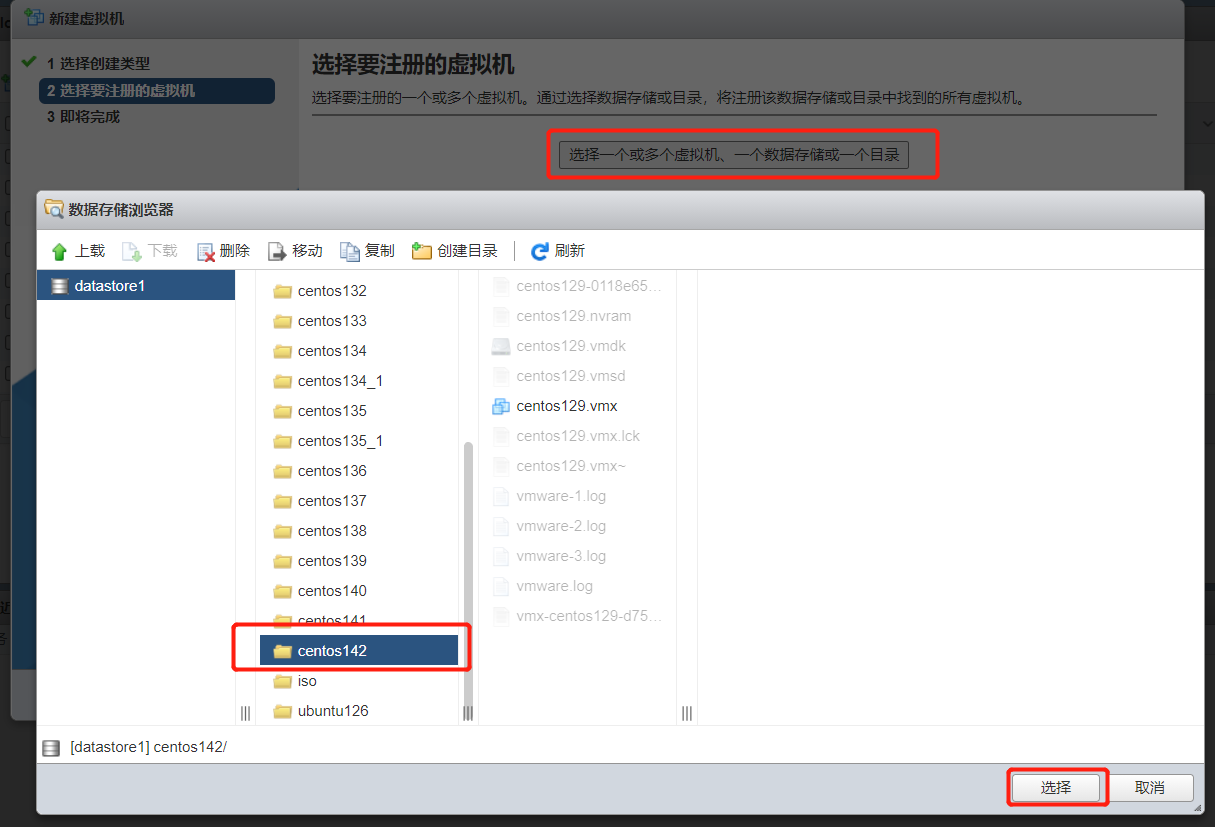 新建虚拟机
1 选择创建类型
2 选择要注册的虚拟机
3 即将完成
选择要注册的虚拟机
选择要注册的一个或多个虚拟机。通过选择数据存储或目录，将注册该数据存储或目录中找到的所有虚拟机。
选择一个或多个虚拟机、一个数据存储或一个目录
数据存储浏览器
上载 下载 删除 移动 复制 创建目录 刷新
datastore1
centos132
centos133
centos134
centos134_1
centos135
centos135_1
centos136
centos137
centos138
centos139
centos140
centos141
centos142
iso
ubuntu126
centos129-0118e65...
centos129.nvram
centos129.vmdk
centos129.vmsd
centos129.vmx
centos129.vmx.lck
centos129.vmx~
vmware-1.log
vmware-2.log
vmware-3.log
vmware.log
vmx-centos129-d75...
[datastore1] centos142/
选择 取消